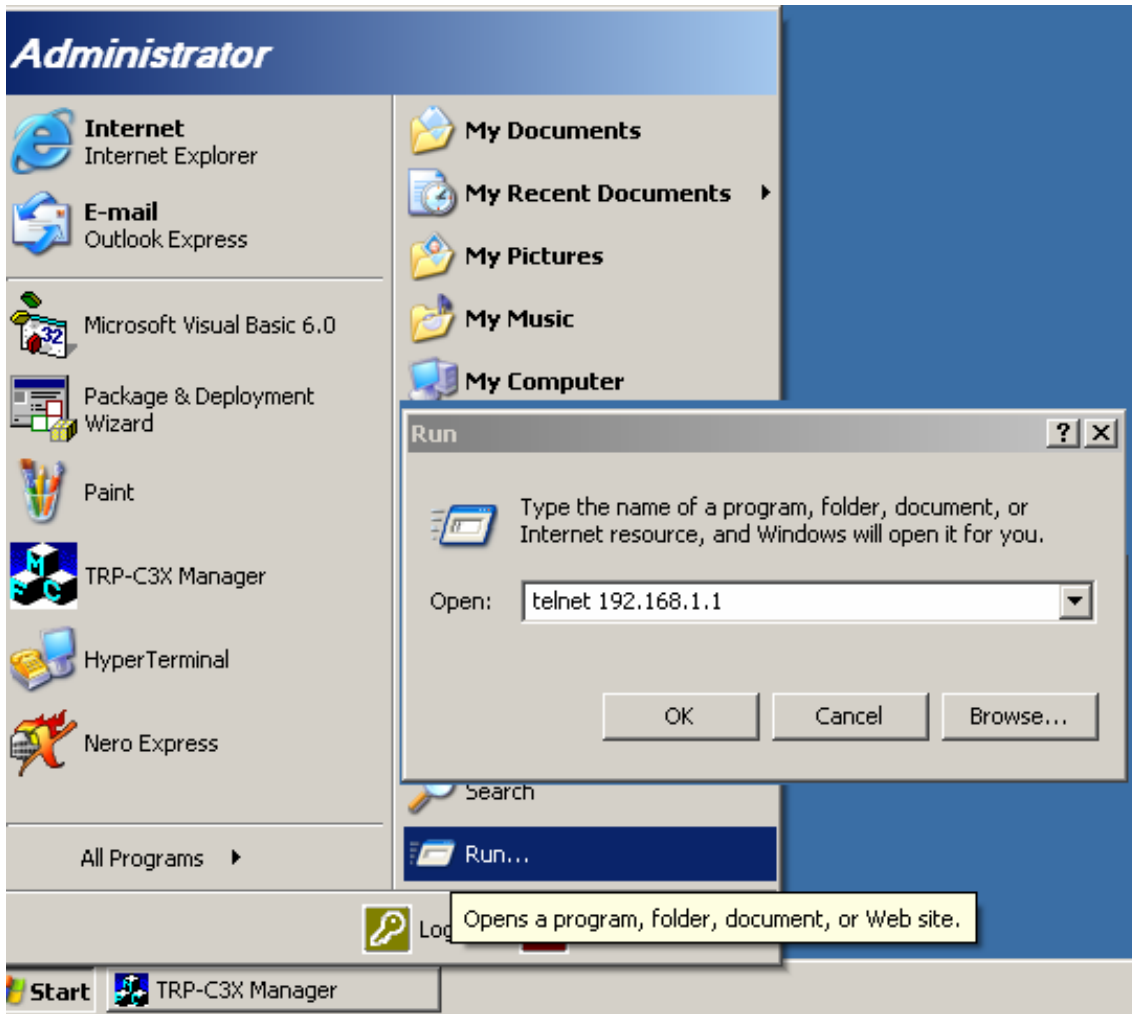 Administrator
Internet
Internet Explorer
E-mail
Outlook Express
Microsoft Visual Basic 6.0
Package & Deployment
Wizard
Paint
TRP-C3X Manager
HyperTerminal
Nero Express
All Programs
My Documents
My Recent Documents
My Pictures
My Music
My Computer
Run
Type the name of a program, folder, document, or
Internet resource, and Windows will open it for you.
Open: telnet 192.168.1.1
OK Cancel Browse...
Search
Run...
Opens a program, folder, document, or Web site.
Start TRP-C3X Manager